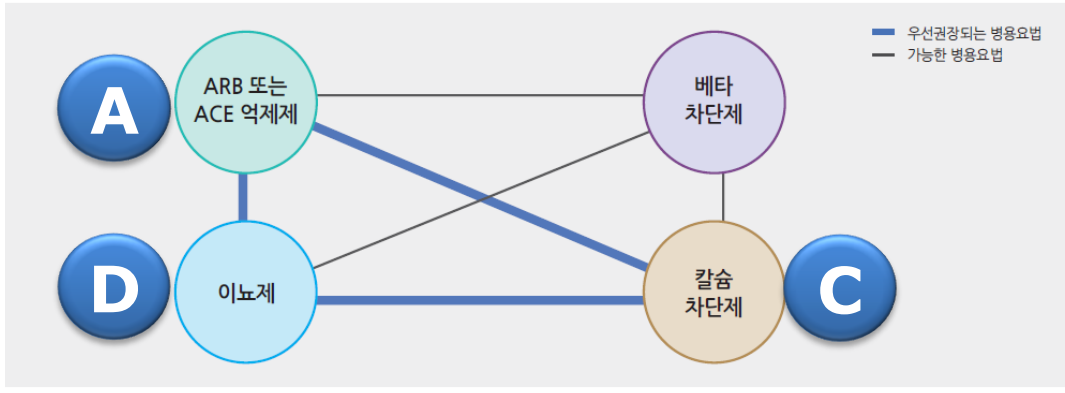 우선권장되는 병용요법
가능한 병용요법
A
ARB 또는
ACE 억제제
베타
차단제
D
이뇨제
칼슘
차단제
C